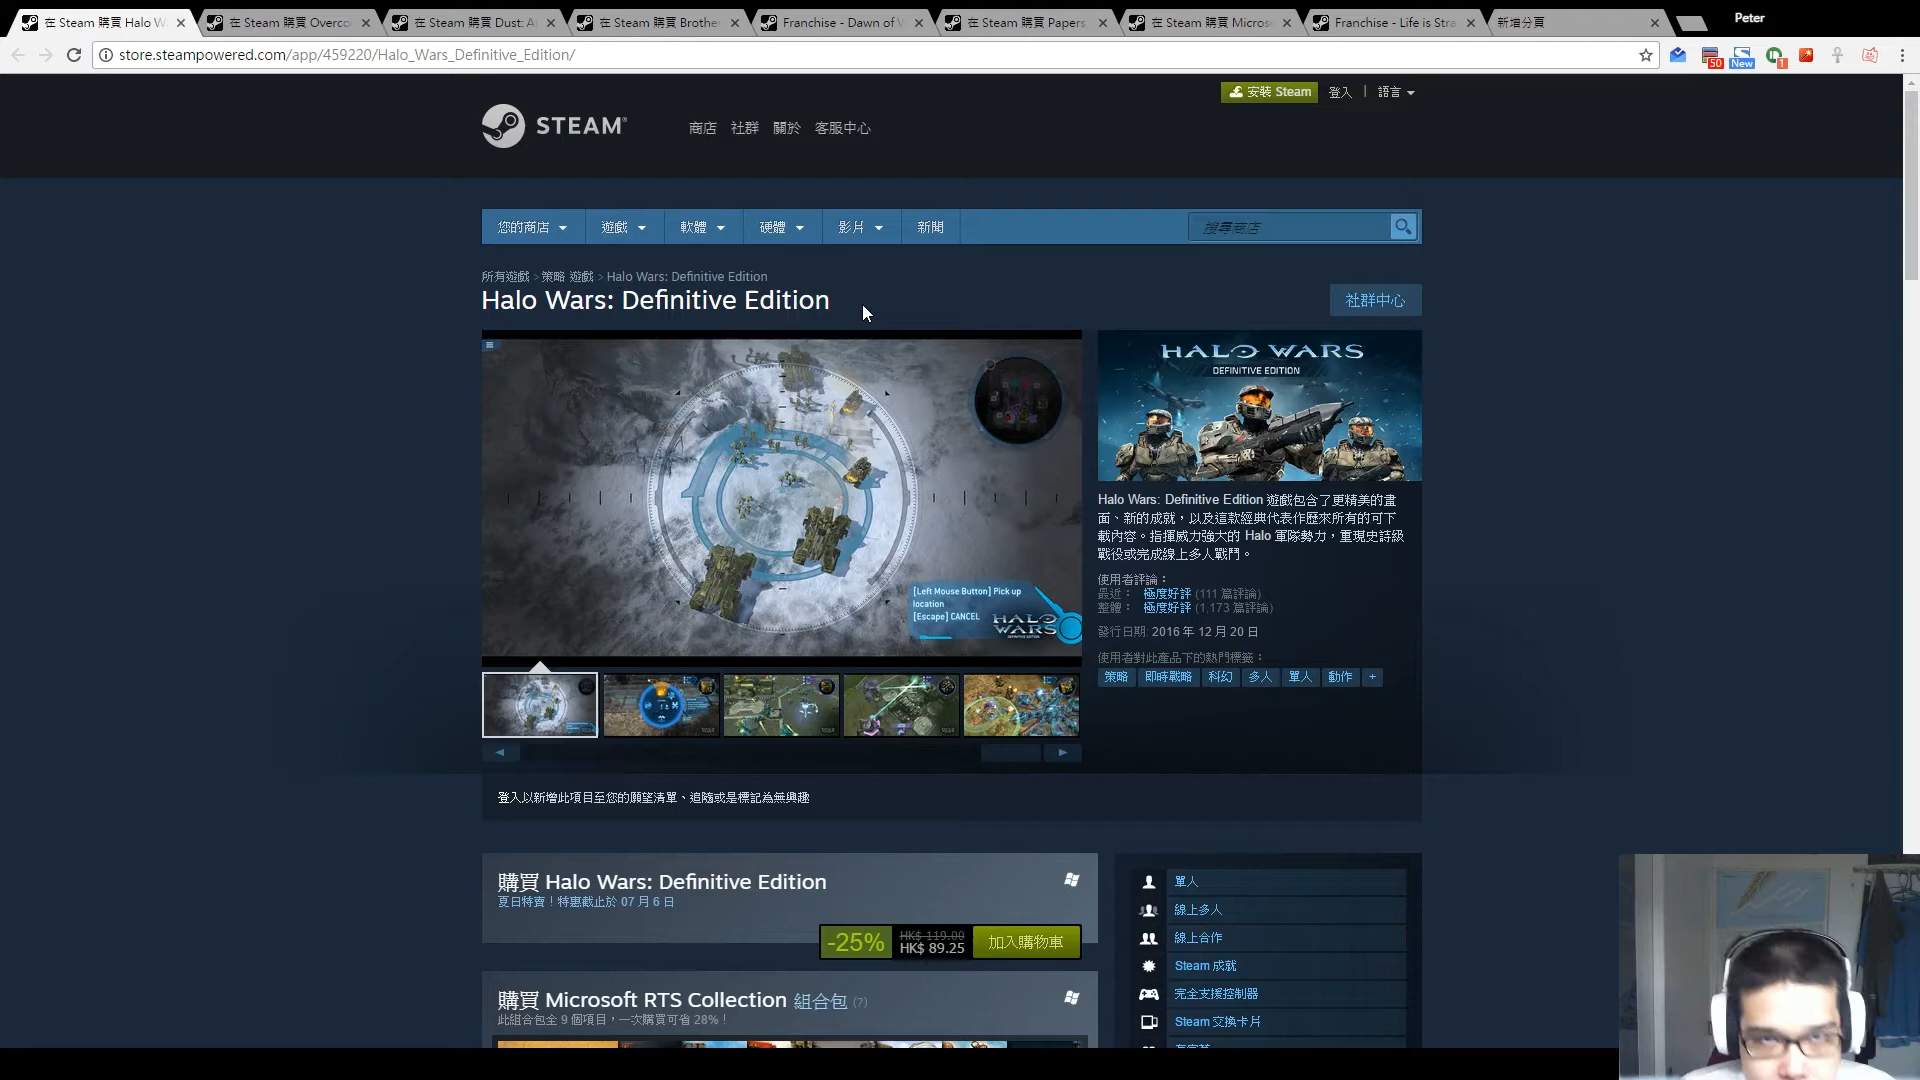 在 Steam 購買 Halo W
在 Steam 購買 Overco
在 Steam 購買 Dust: A
在 Steam 購買 Brothe
Franchise - Dawn of W
在 Steam 購買 Papers,
在 Steam 購買 Microso
Franchise - Life is Stra
新增分頁
Peter
store.steampowered.com/app/459220/Halo_Wars_Definitive_Edition/
50
New
1
安裝 Steam
登入
語言
STEAM
商店 社群 關於 客服中心
您的商店
遊戲
軟體
硬體
影片
新聞
搜尋商店
所有遊戲 > 策略 遊戲 > Halo Wars: Definitive Edition
Halo Wars: Definitive Edition
社群中心
[Left Mouse Button] Pick up
location
[Escape] CANCEL
HALO
WARS
HALO WARS
DEFINITIVE EDITION
Halo Wars: Definitive Edition 遊戲包含了更精美的畫
面、新的成就，以及這款經典代表作歷來所有的可下
載內容。指揮威力強大的 Halo 軍隊勢力，重現史詩級
戰役或完成線上多人戰鬥。
使用者評論：
最近： 極度好評 (111 篇評論)
整體： 極度好評 (1,173 篇評論)
發行日期: 2016 年 12 月 20 日
使用者對此產品下的熱門標籤：
策略 即時戰略 科幻 多人 單人 動作 +
登入以新增此項目至您的願望清單、追隨或是標記為無興趣
購買 Halo Wars: Definitive Edition
夏日特賣！特惠截止於 07 月 6 日
-25%
HK$ 119.00
HK$ 89.25
加入購物車
購買 Microsoft RTS Collection 組合包 (?)
此組合包全 9 個項目，一次購買可省 28%！
單人
線上多人
線上合作
Steam 成就
完全支援控制器
Steam 交換卡片